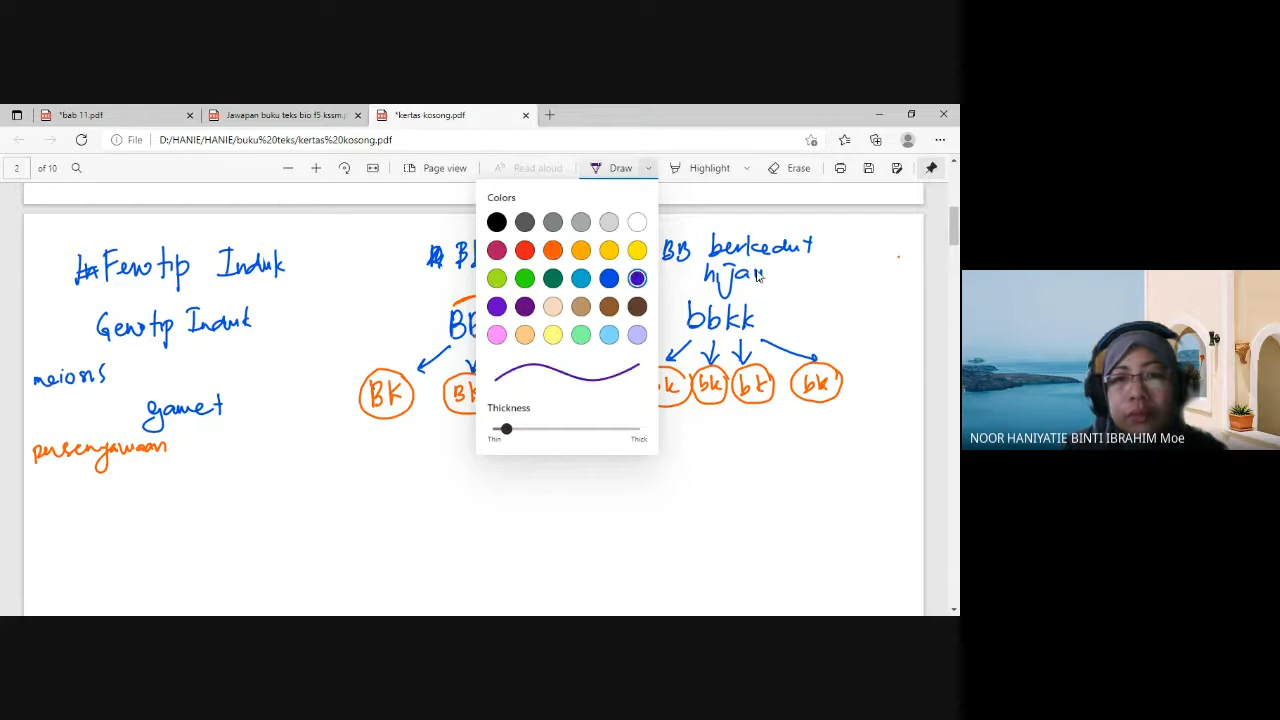 *bab 11.pdf
Jawapan buku teks bio f5 kssm.p
*kertas kosong.pdf
File
D:/HANIE/HANIE/buku%20teks/kertas%20kosong.pdf
2 of 10
Page view
Read aloud
Draw
Highlight
Erase
Colors
Thickness
Thin
Thick
Fenotip Induk
BB berkedut
hijau
Genotip Induk
bbkk
meiosis
BK
bk
bk
bk
gamet
persenyawaan
NOOR HANIYATIE BINTI IBRAHIM Moe